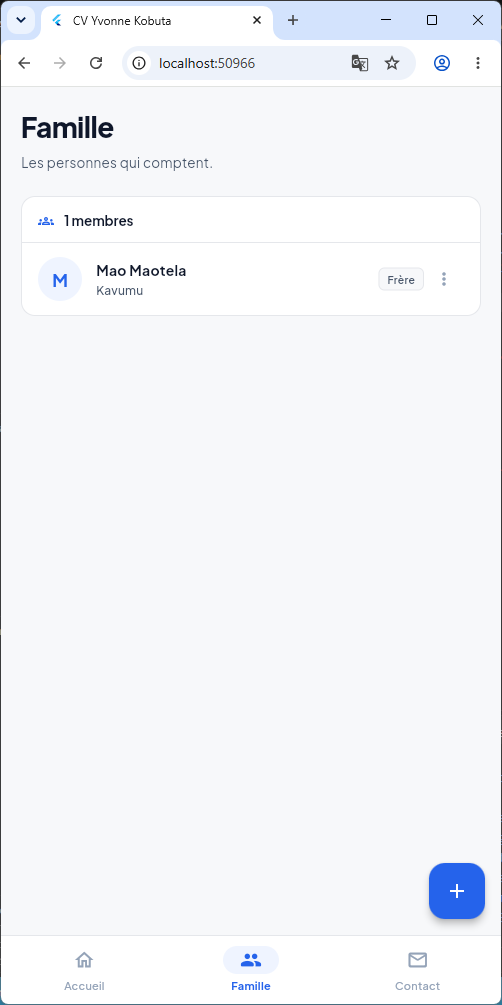 CV Yvonne Kobuta
localhost:50966
Famille
Les personnes qui comptent.
1 membres
M
Mao Maotela
Kavumu
Frère
Accueil
Famille
Contact